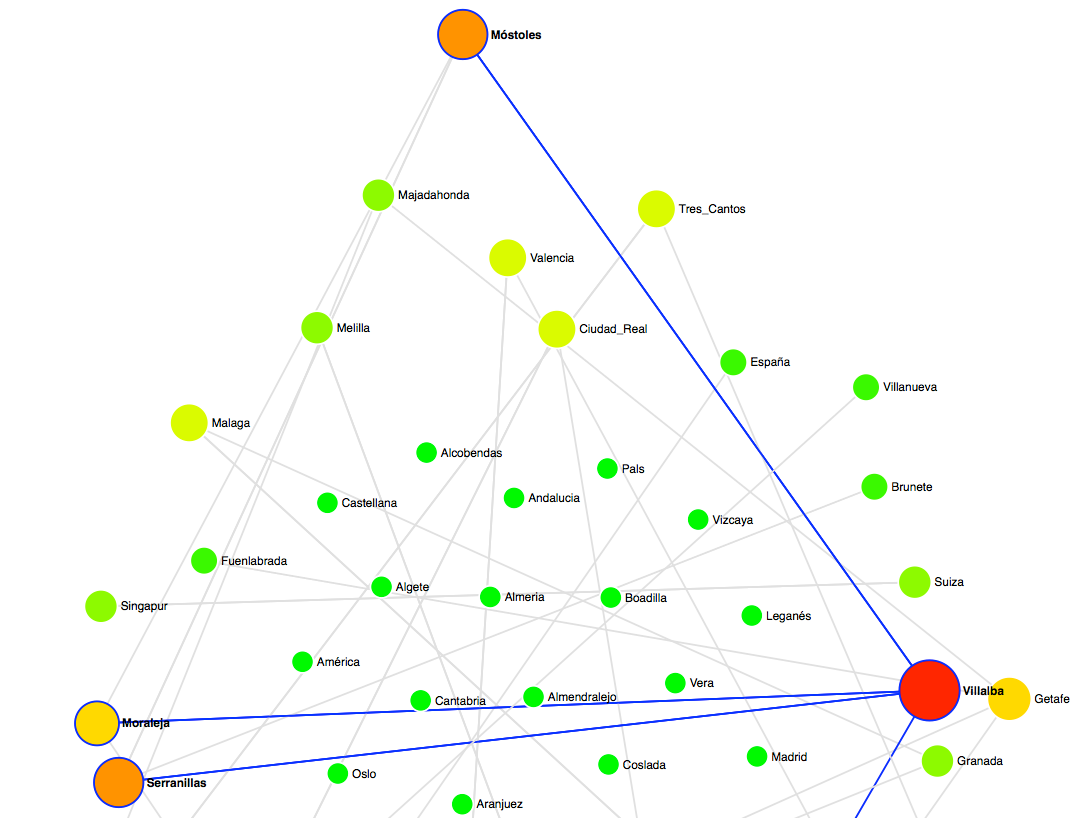 Móstoles
Majadahonda
Tres_Cantos
Valencia
Melilla
Ciudad_Real
España
Villanueva
Malaga
Alcobendas
Pals
Brunete
Andalucia
Castellana
Vizcaya
Fuenlabrada
Suiza
Algete
Almeria
Boadilla
Singapur
Leganés
América
Vera
Villalba
Almendralejo
Getafe
Cantabria
Moraleja
Madrid
Granada
Coslada
Oslo
Serranillas
Aranjuez